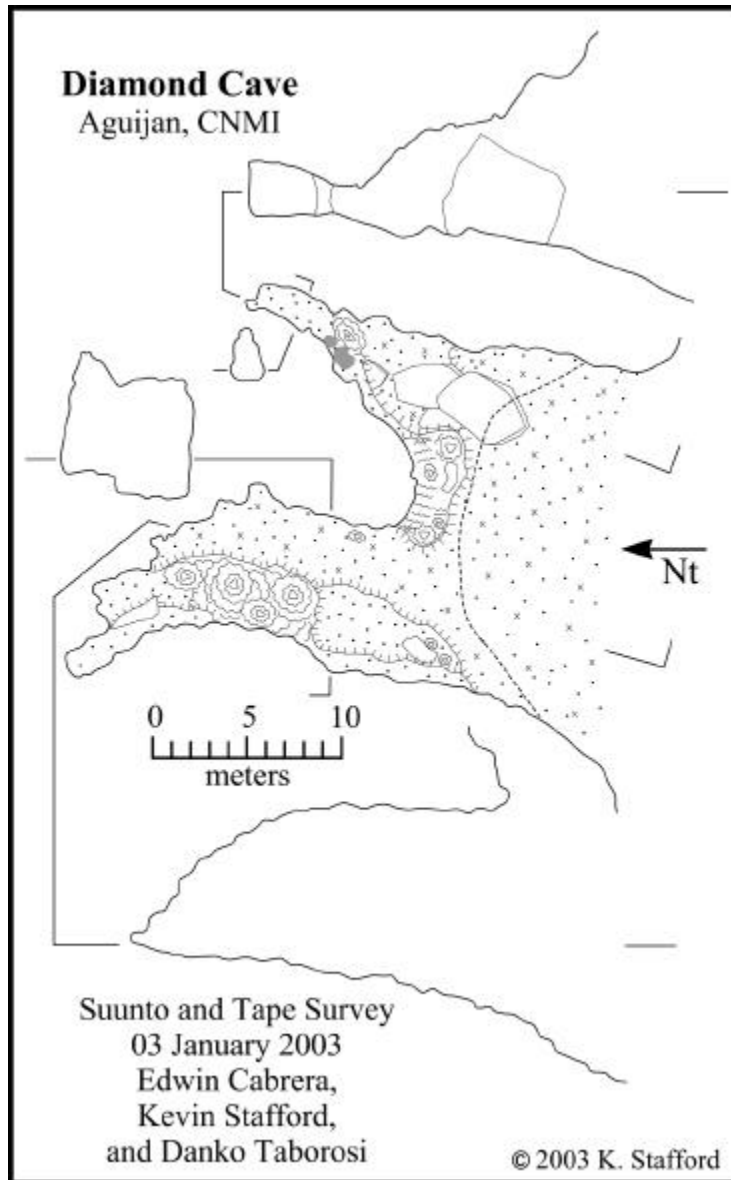 Diamond Cave
Aguijan, CNMI
Nt
0 5 10
meters
Suunto and Tape Survey
03 January 2003
Edwin Cabrera,
Kevin Stafford,
and Danko Taborosi
© 2003 K. Stafford